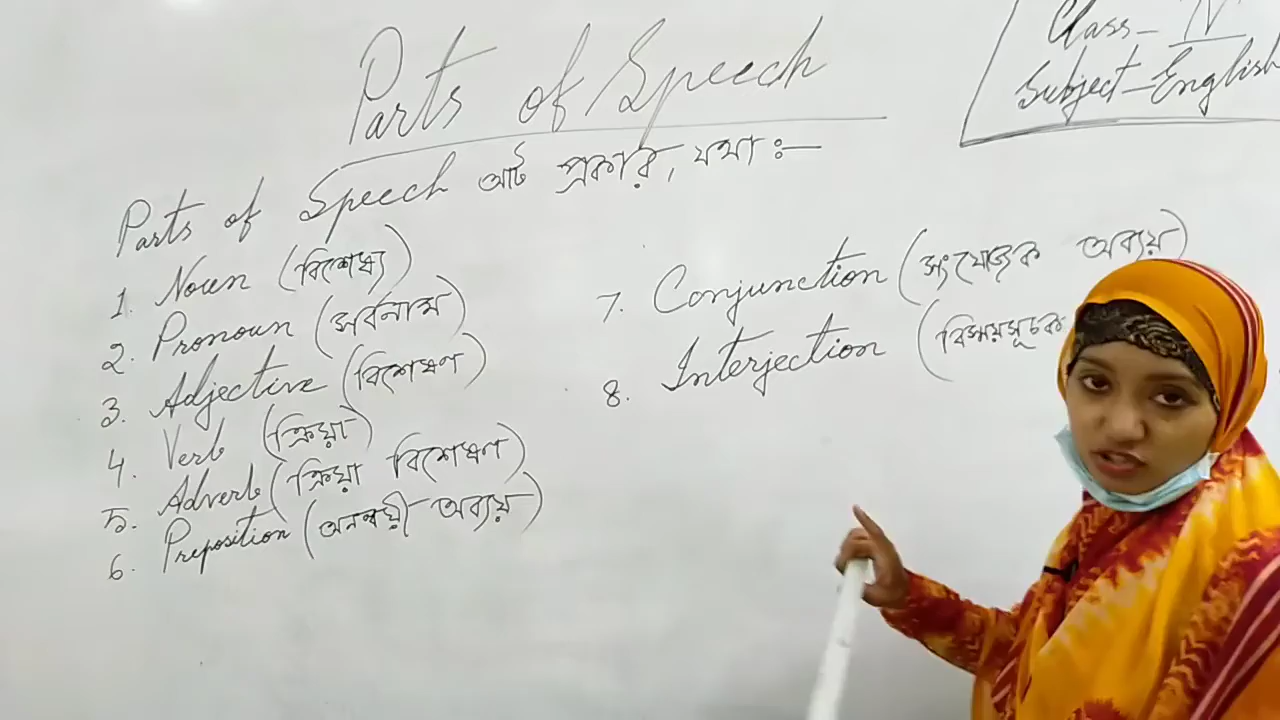 Parts of Speech
Class- IV
Subject-English
Parts of Speech আট প্রকার, যথা ঃ-
1. Noun (বিশেষ্য)
2. Pronoun (সর্বনাম)
3. Adjective (বিশেষণ)
4. Verb (ক্রিয়া)
5. Adverb (ক্রিয়া বিশেষণ)
6. Preposition (অনন্বয়ী অব্যয়)
7. Conjunction (সংযোজক অব্যয়)
8. Interjection (বিস্ময়সূচক